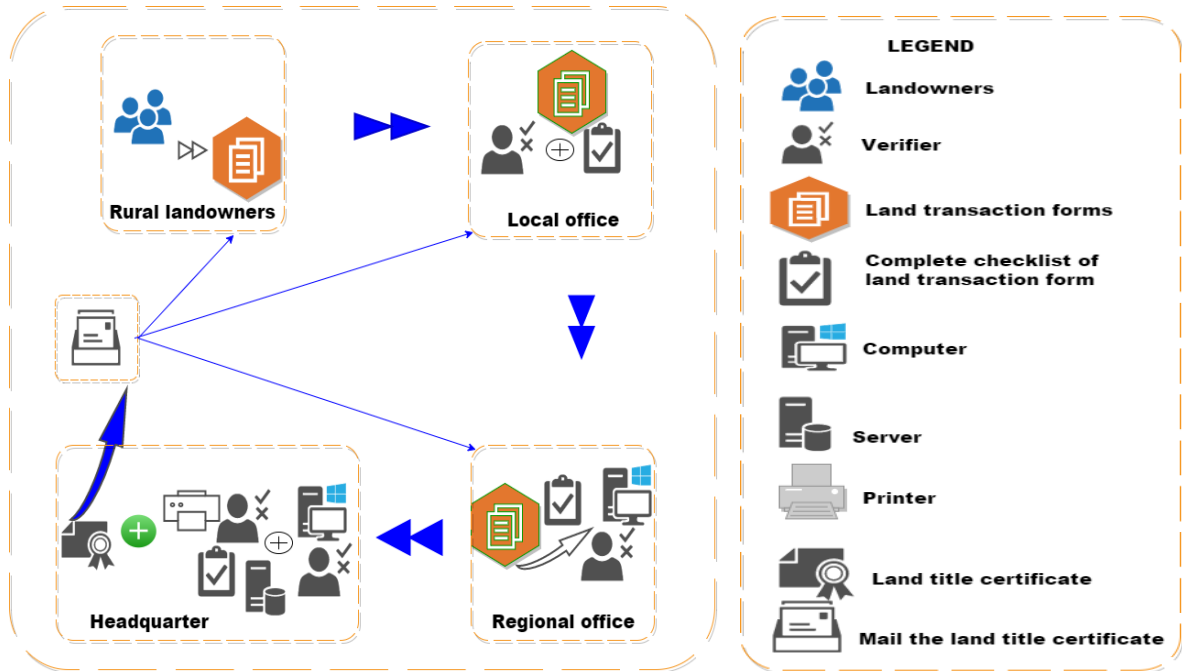 Rural landowners
Local office
Headquarter
Regional office
LEGEND
Landowners
Verifier
Land transaction forms
Complete checklist of
land transaction form
Computer
Server
Printer
Land title certificate
Mail the land title certificate